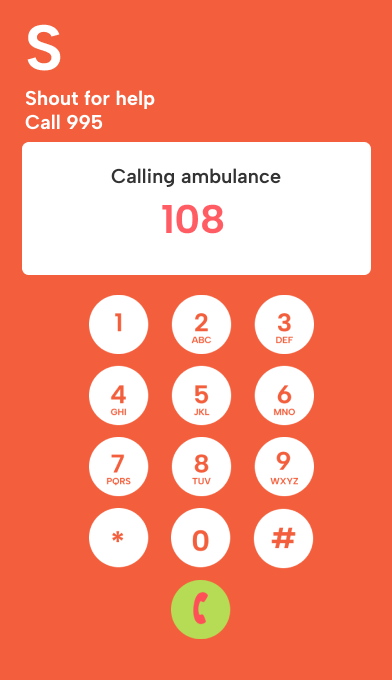 S
Shout for help
Call 995
Calling ambulance
108
1
2
ABC
3
DEF
4
GHI
5
JKL
6
MNO
7
PQRS
8
TUV
9
WXYZ
*
0
#